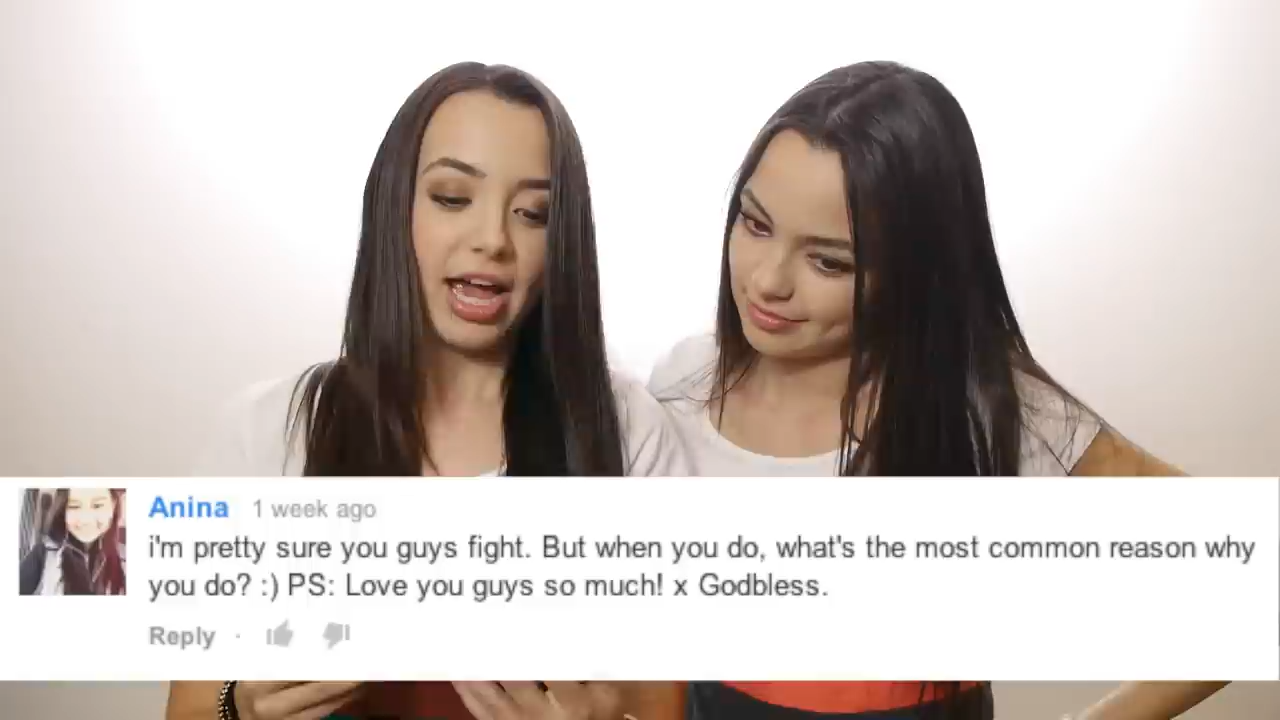 Anina 1 week ago
i'm pretty sure you guys fight. But when you do, what's the most common reason why
you do? :) PS: Love you guys so much! x Godbless.
Reply ·